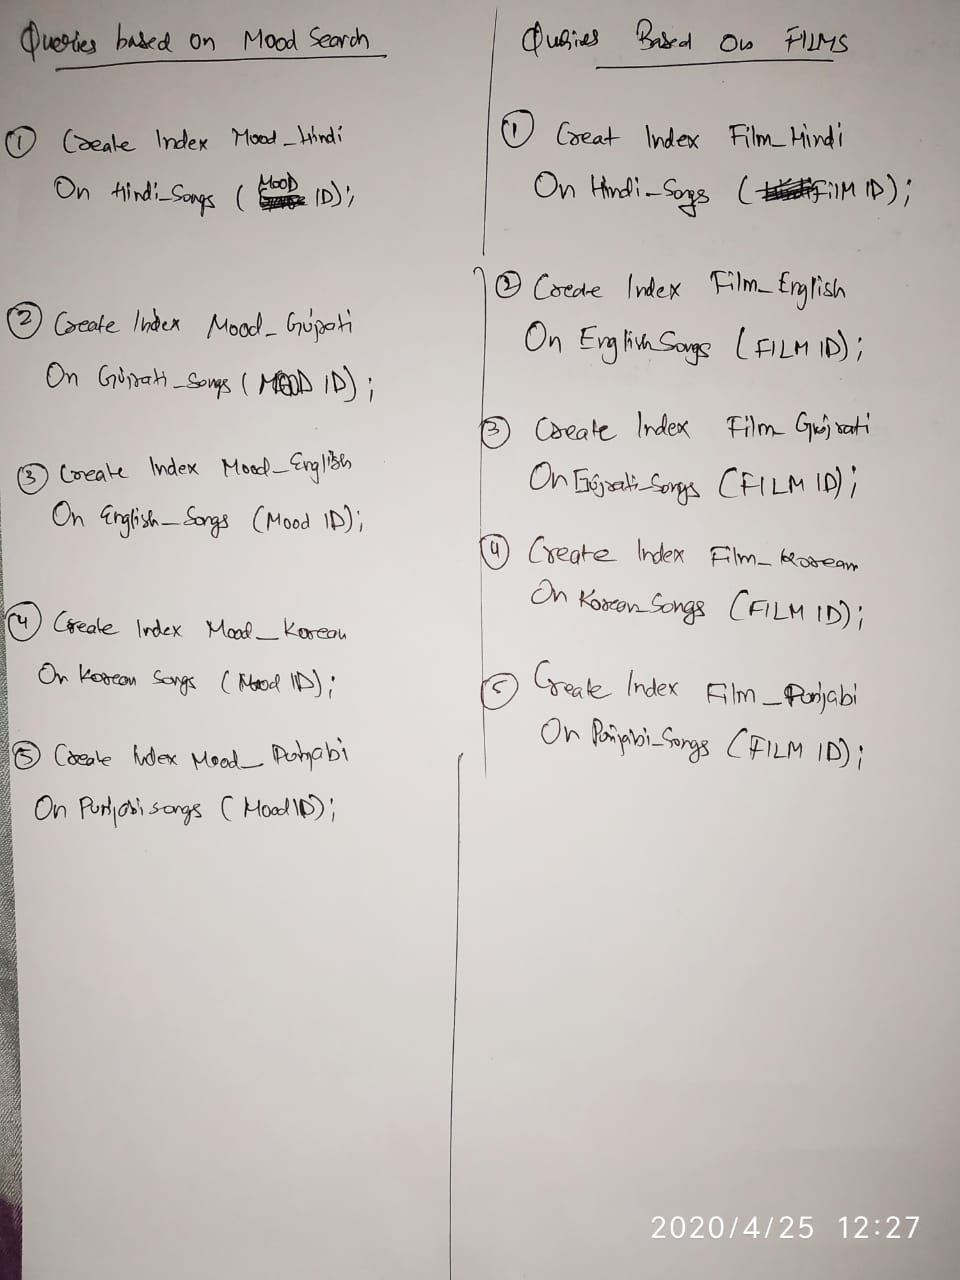 Queries based on Mood Search
① Create Index Mood_Hindi
On Hindi_Songs (MOOD ID);
② Create Index Mood_Gujrati
On Gujrati_Songs (MOOD ID);
③ Create Index Mood_English
On English_Songs (Mood ID);
④ Create Index Mood_Korean
On Korean Songs (Mood ID);
⑤ Create Index Mood_Punjabi
On Punjabi songs (Mood ID);
Queries Based On FILMS
① Creat Index Film_Hindi
On Hindi_Songs (FilM ID);
② Create Index Film_English
On English Songs (FILM ID);
③ Create Index Film_Gujrati
On Gujrati_Songs (FILM ID);
④ Create Index Film_Korean
On Korean_Songs (FILM ID);
⑤ Create Index Film_Punjabi
On Punjabi_Songs (FILM ID);
2020/4/25 12:27